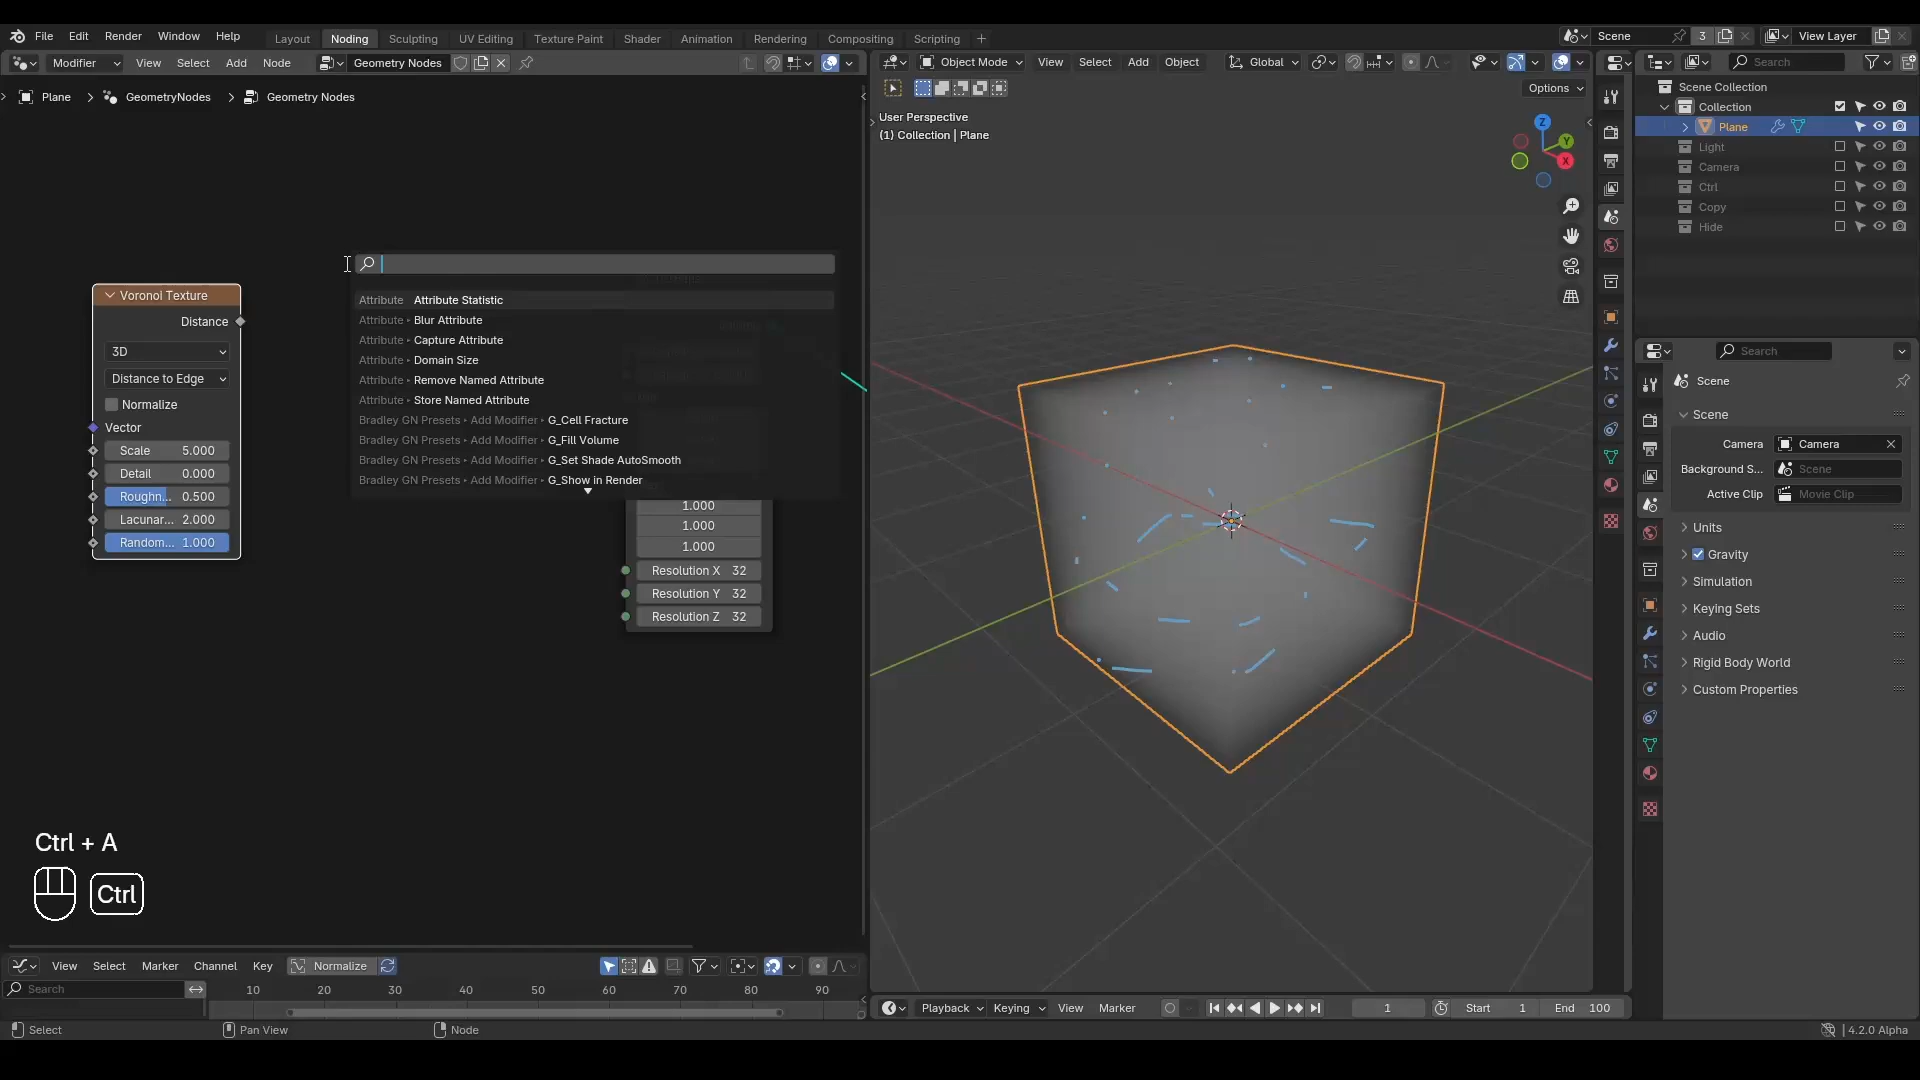 File Edit Render Window Help Layout Noding Sculpting UV Editing Texture Paint Shader Animation Rendering Compositing Scripting +
Scene 3 View Layer
Modifier View Select Add Node Geometry Nodes
Object Mode View Select Add Object Global
Search
Plane > GeometryNodes > Geometry Nodes
Options
User Perspective
(1) Collection | Plane
Z
Y
X
Scene Collection
Collection
Plane
Light
Camera
Ctrl
Copy
Hide
Voronoi Texture
Distance
3D
Distance to Edge
Normalize
Vector
Scale 5.000
Detail 0.000
Roughn... 0.500
Lacunar... 2.000
Random... 1.000
Attribute Attribute Statistic
Attribute ▸ Blur Attribute
Attribute ▸ Capture Attribute
Attribute ▸ Domain Size
Attribute ▸ Remove Named Attribute
Attribute ▸ Store Named Attribute
Bradley GN Presets ▸ Add Modifier ▸ G_Cell Fracture
Bradley GN Presets ▸ Add Modifier ▸ G_Fill Volume
Bradley GN Presets ▸ Add Modifier ▸ G_Set Shade AutoSmooth
Bradley GN Presets ▸ Add Modifier ▸ G_Show in Render
1.000
1.000
1.000
Resolution X 32
Resolution Y 32
Resolution Z 32
Search
Scene
Scene
Camera Camera
Background S... Scene
Active Clip Movie Clip
Units
Gravity
Simulation
Keying Sets
Audio
Rigid Body World
Custom Properties
Ctrl + A
Ctrl
View Select Marker Channel Key Normalize
Search
10 20 30 40 50 60 70 80 90
Playback Keying View Marker 1 Start 1 End 100
Select Pan View Node 4.2.0 Alpha